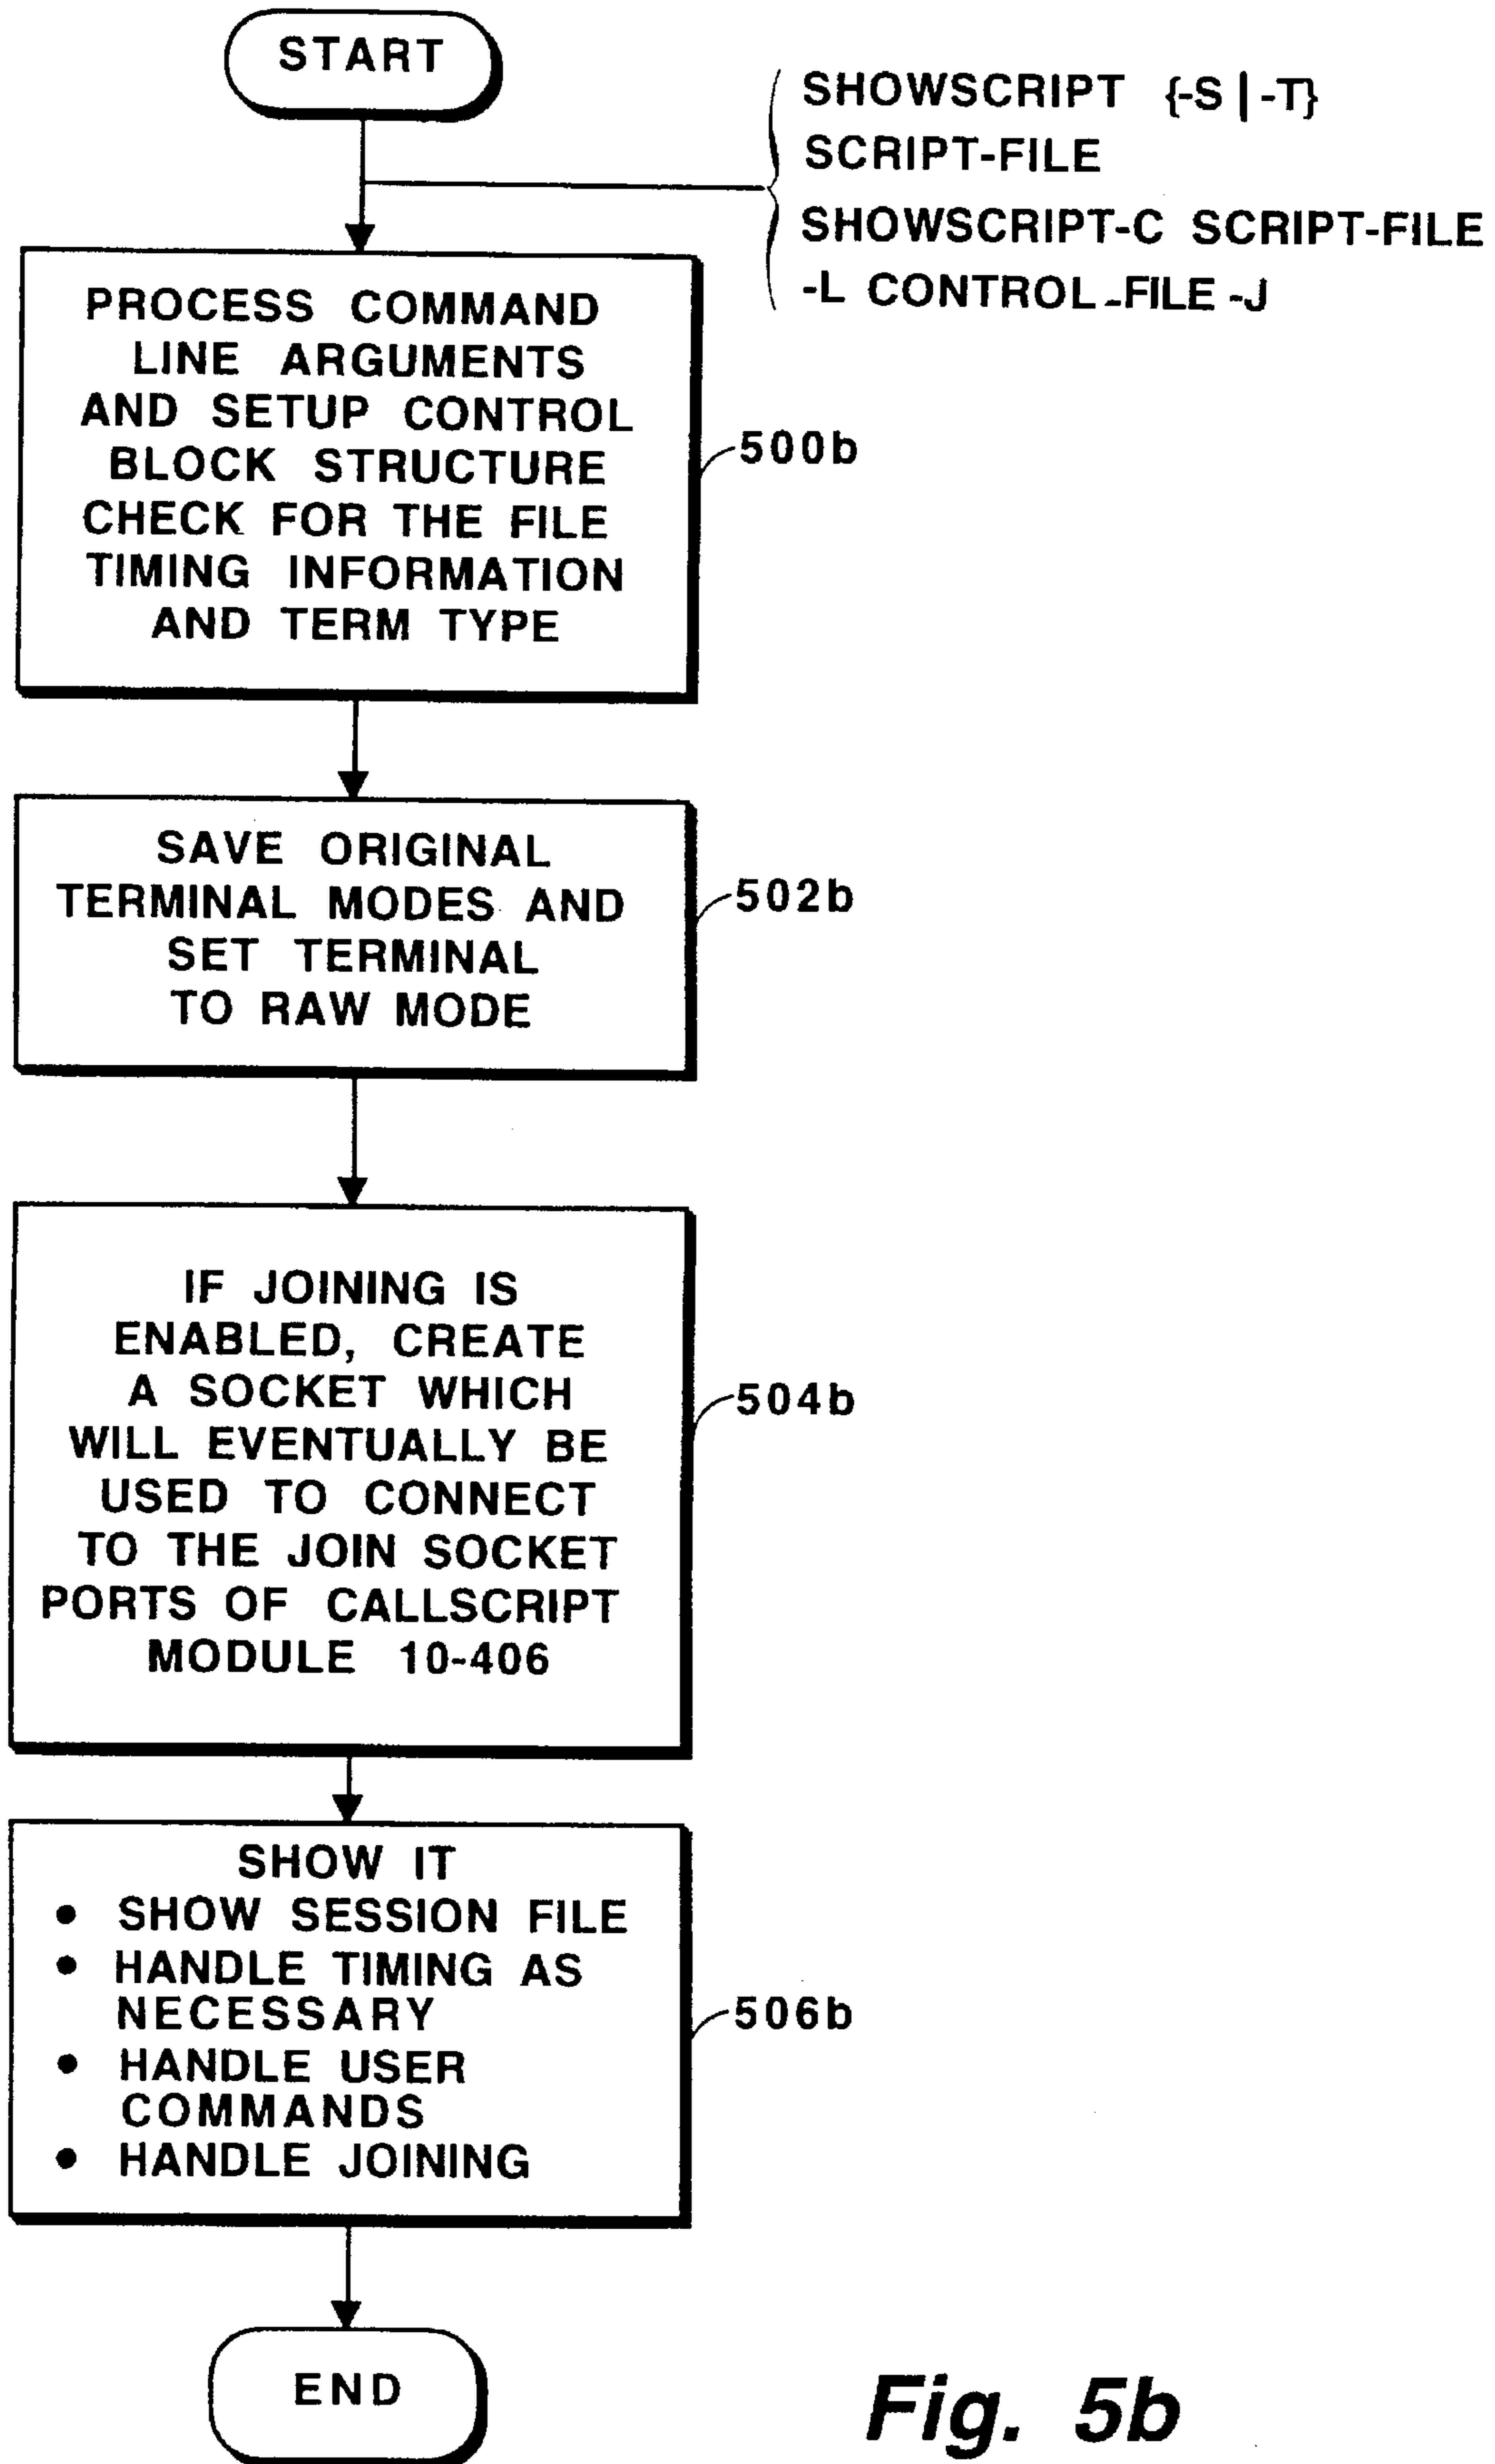 START
SHOWSCRIPT {-S | -T}
SCRIPT-FILE
SHOWSCRIPT-C SCRIPT-FILE
-L CONTROL-FILE -J
PROCESS COMMAND
LINE ARGUMENTS
AND SETUP CONTROL
BLOCK STRUCTURE
CHECK FOR THE FILE
TIMING INFORMATION
AND TERM TYPE
500b
SAVE ORIGINAL
TERMINAL MODES AND
SET TERMINAL
TO RAW MODE
502b
IF JOINING IS
ENABLED, CREATE
A SOCKET WHICH
WILL EVENTUALLY BE
USED TO CONNECT
TO THE JOIN SOCKET
PORTS OF CALLSCRIPT
MODULE 10-406
504b
SHOW IT
• SHOW SESSION FILE
• HANDLE TIMING AS
NECESSARY
• HANDLE USER
COMMANDS
• HANDLE JOINING
506b
END
Fig. 5b